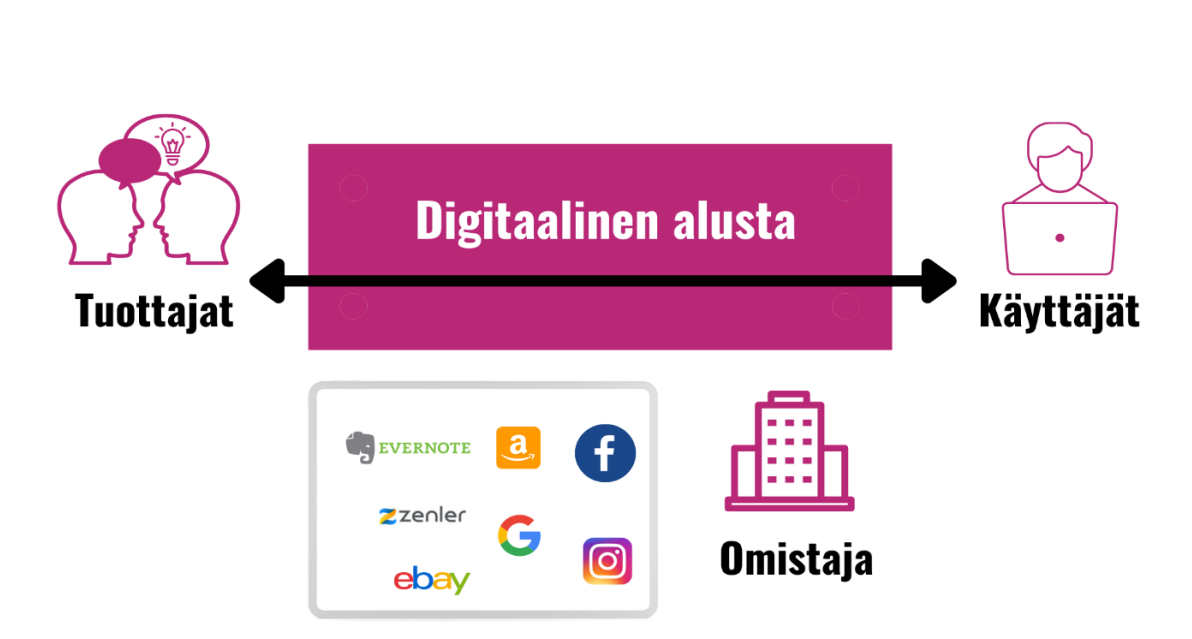 Digitaalinen alusta
Tuottajat
Käyttäjät
EVERNOTE
a
f
zenler
G
ebay
Omistaja